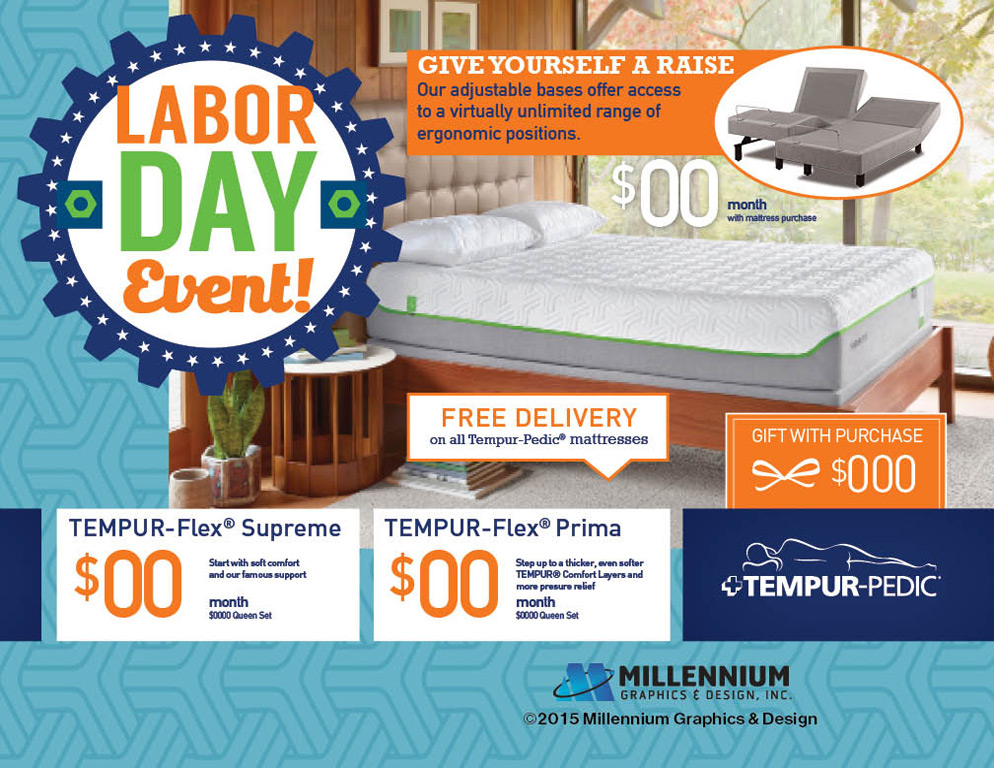 LABOR
DAY
Event!
GIVE YOURSELF A RAISE
Our adjustable bases offer access
to a virtually unlimited range of
ergonomic positions.
$00
month
with mattress purchase
FREE DELIVERY
on all Tempur-Pedic® mattresses
GIFT WITH PURCHASE
$000
TEMPUR-Flex® Supreme
$00
Start with soft comfort
and our famous support
month
$0000 Queen Set
TEMPUR-Flex® Prima
$00
Step up to a thicker, even softer
TEMPUR® Comfort Layers and
more presure relief
month
$0000 Queen Set
TEMPUR-PEDIC®
MILLENNIUM
GRAPHICS & DESIGN, INC.
©2015 Millennium Graphics & Design